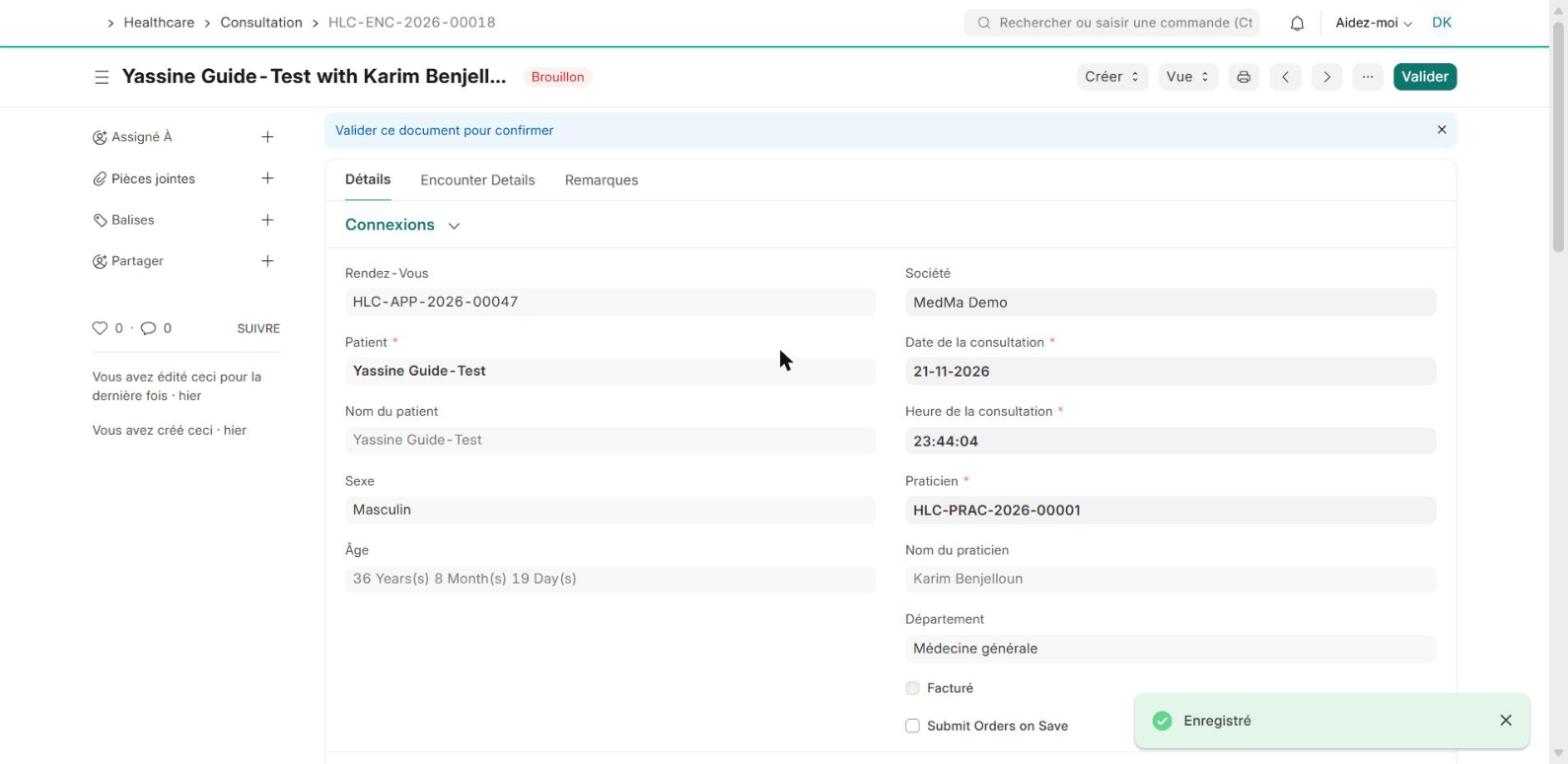 Healthcare > Consultation > HLC-ENC-2026-00018
Rechercher ou saisir une commande (Ct
Aidez-moi
DK
Yassine Guide-Test with Karim Benjell...
Brouillon
Créer
Vue
...
Valider
Assigné À
Pièces jointes
Balises
Partager
0 · 0
SUIVRE
Vous avez édité ceci pour la
dernière fois · hier
Vous avez créé ceci · hier
Valider ce document pour confirmer
Détails
Encounter Details
Remarques
Connexions
Rendez-Vous
HLC-APP-2026-00047
Patient *
Yassine Guide-Test
Nom du patient
Yassine Guide-Test
Sexe
Masculin
Âge
36 Years(s) 8 Month(s) 19 Day(s)
Société
MedMa Demo
Date de la consultation *
21-11-2026
Heure de la consultation *
23:44:04
Praticien *
HLC-PRAC-2026-00001
Nom du praticien
Karim Benjelloun
Département
Médecine générale
Facturé
Submit Orders on Save
Enregistré